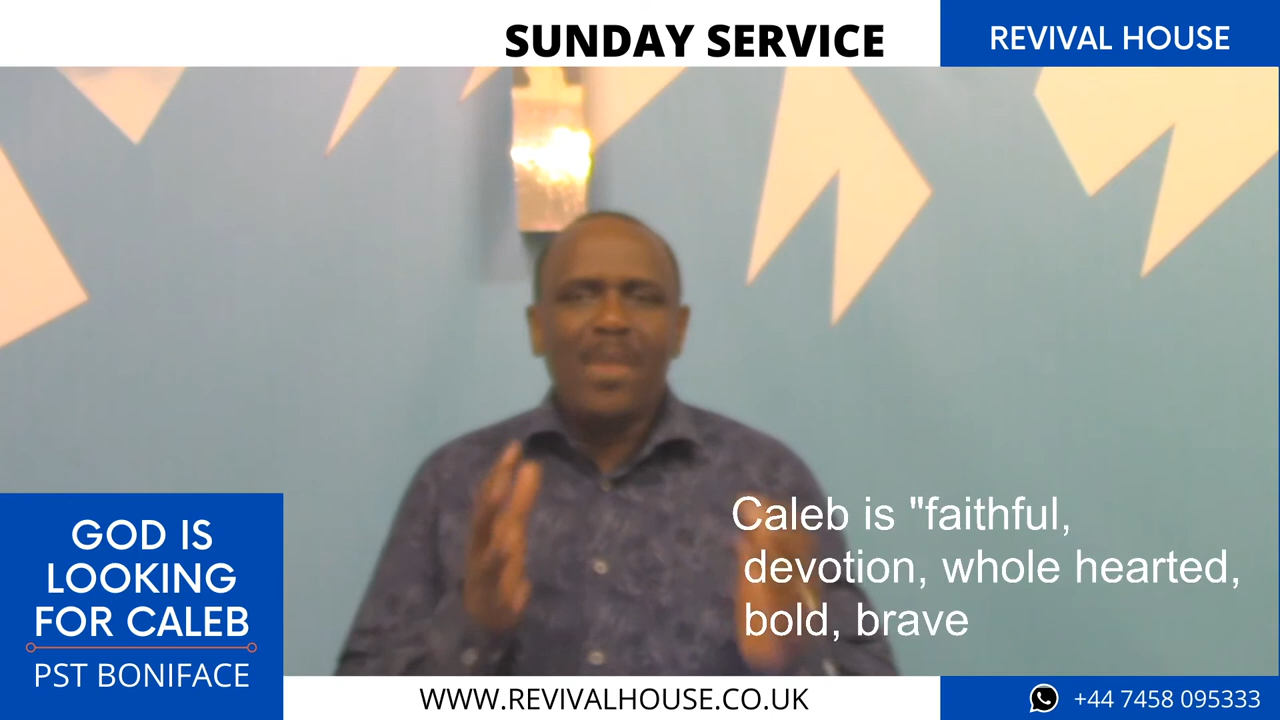 SUNDAY SERVICE
REVIVAL HOUSE
Caleb is "faithful,
devotion, whole hearted,
bold, brave
GOD IS
LOOKING
FOR CALEB
PST BONIFACE
WWW.REVIVALHOUSE.CO.UK
+44 7458 095333